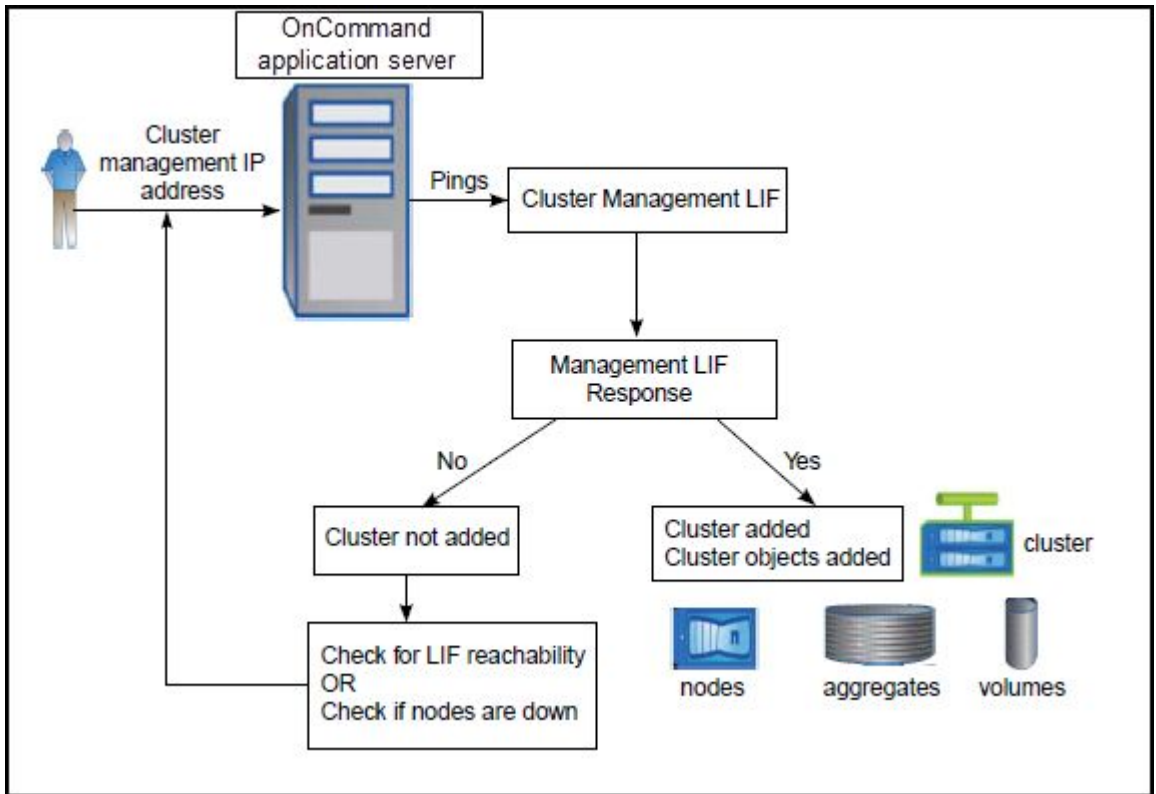 OnCommand
application server
Cluster
management IP
address
Pings
Cluster Management LIF
Management LIF
Response
No
Yes
Cluster not added
Cluster added
Cluster objects added
cluster
Check for LIF reachability
OR
Check if nodes are down
nodes
aggregates
volumes